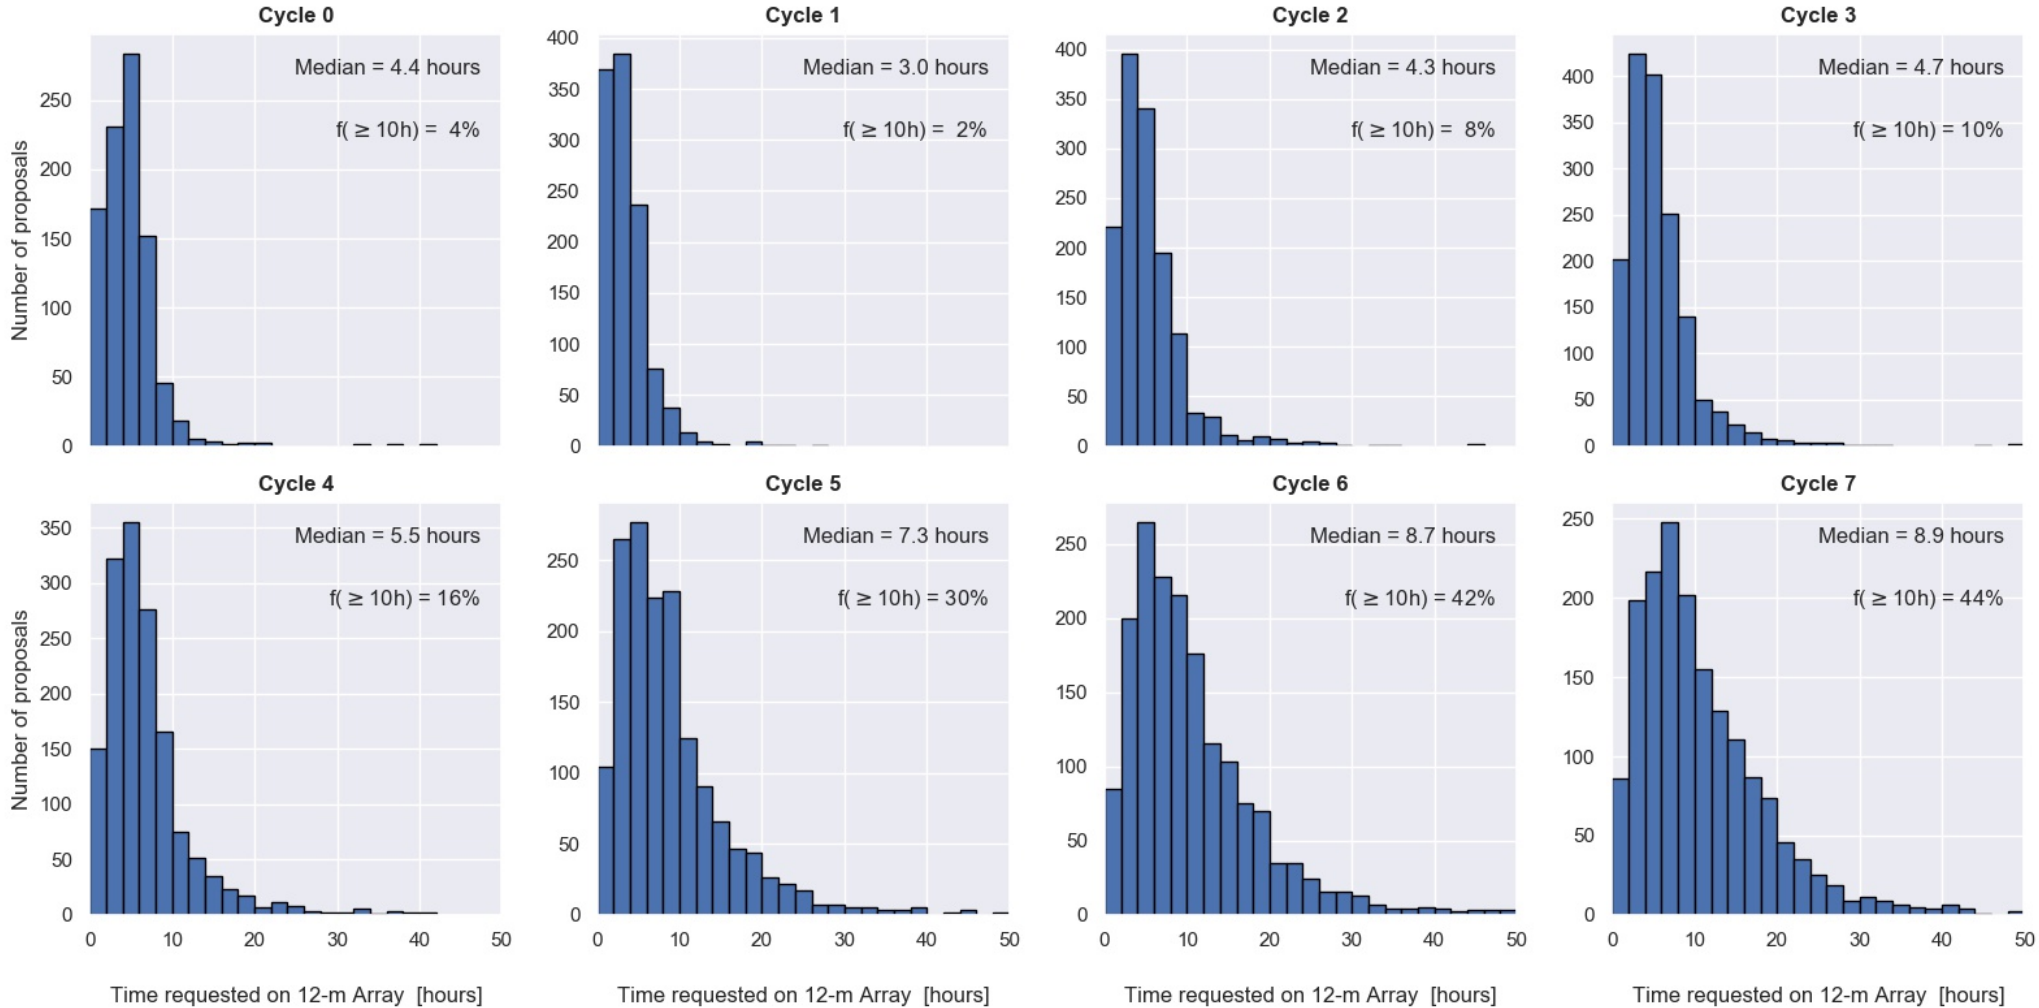 Cycle 0
Cycle 1
Cycle 2
Cycle 3
Number of proposals
0
50
100
150
200
250
Median = 4.4 hours
f( ≥ 10h) =  4%
0
50
100
150
200
250
300
350
400
Median = 3.0 hours
f( ≥ 10h) =  2%
0
50
100
150
200
250
300
350
400
Median = 4.3 hours
f( ≥ 10h) =  8%
0
50
100
150
200
250
300
350
400
Median = 4.7 hours
f( ≥ 10h) = 10%
Cycle 4
Cycle 5
Cycle 6
Cycle 7
Number of proposals
0
50
100
150
200
250
300
350
Median = 5.5 hours
f( ≥ 10h) = 16%
0
50
100
150
200
250
Median = 7.3 hours
f( ≥ 10h) = 30%
0
50
100
150
200
250
Median = 8.7 hours
f( ≥ 10h) = 42%
0
50
100
150
200
250
Median = 8.9 hours
f( ≥ 10h) = 44%
0 10 20 30 40 50
0 10 20 30 40 50
0 10 20 30 40 50
0 10 20 30 40 50
Time requested on 12-m Array  [hours]
Time requested on 12-m Array  [hours]
Time requested on 12-m Array  [hours]
Time requested on 12-m Array  [hours]